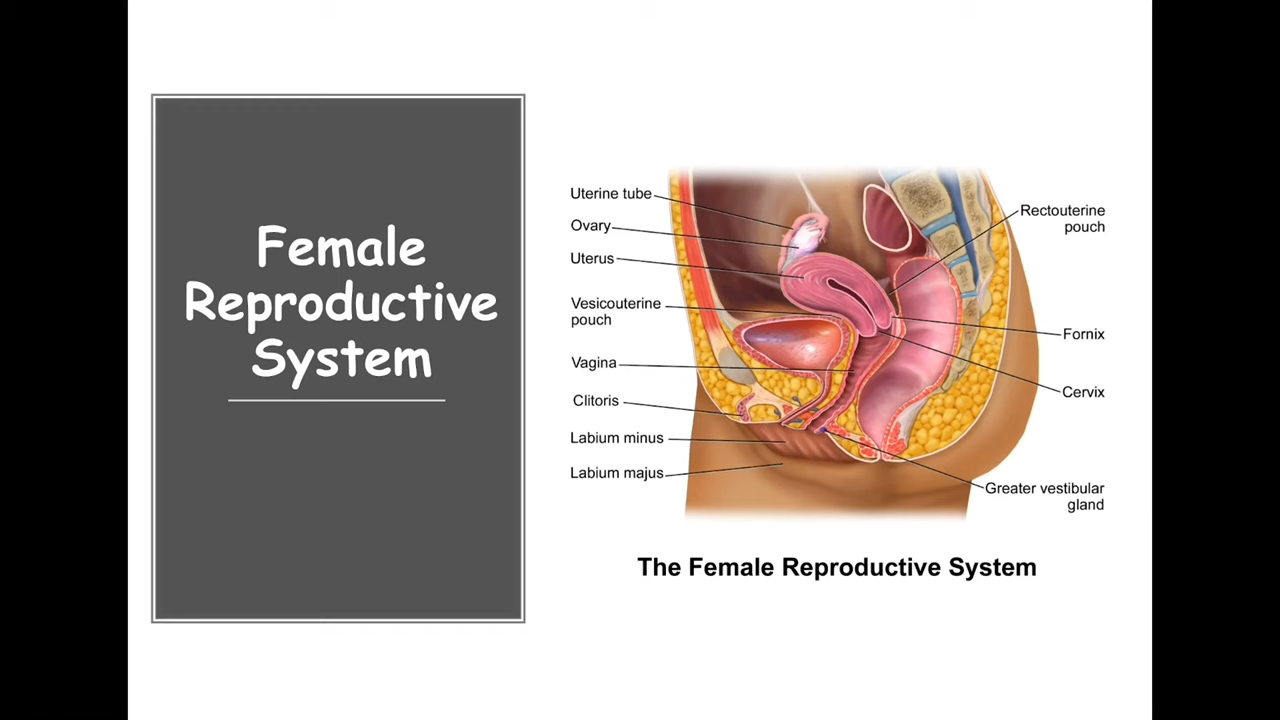 Female
Reproductive
System
Uterine tube
Ovary
Uterus
Vesicouterine
pouch
Vagina
Clitoris
Labium minus
Labium majus
Rectouterine
pouch
Fornix
Cervix
Greater vestibular
gland
The Female Reproductive System